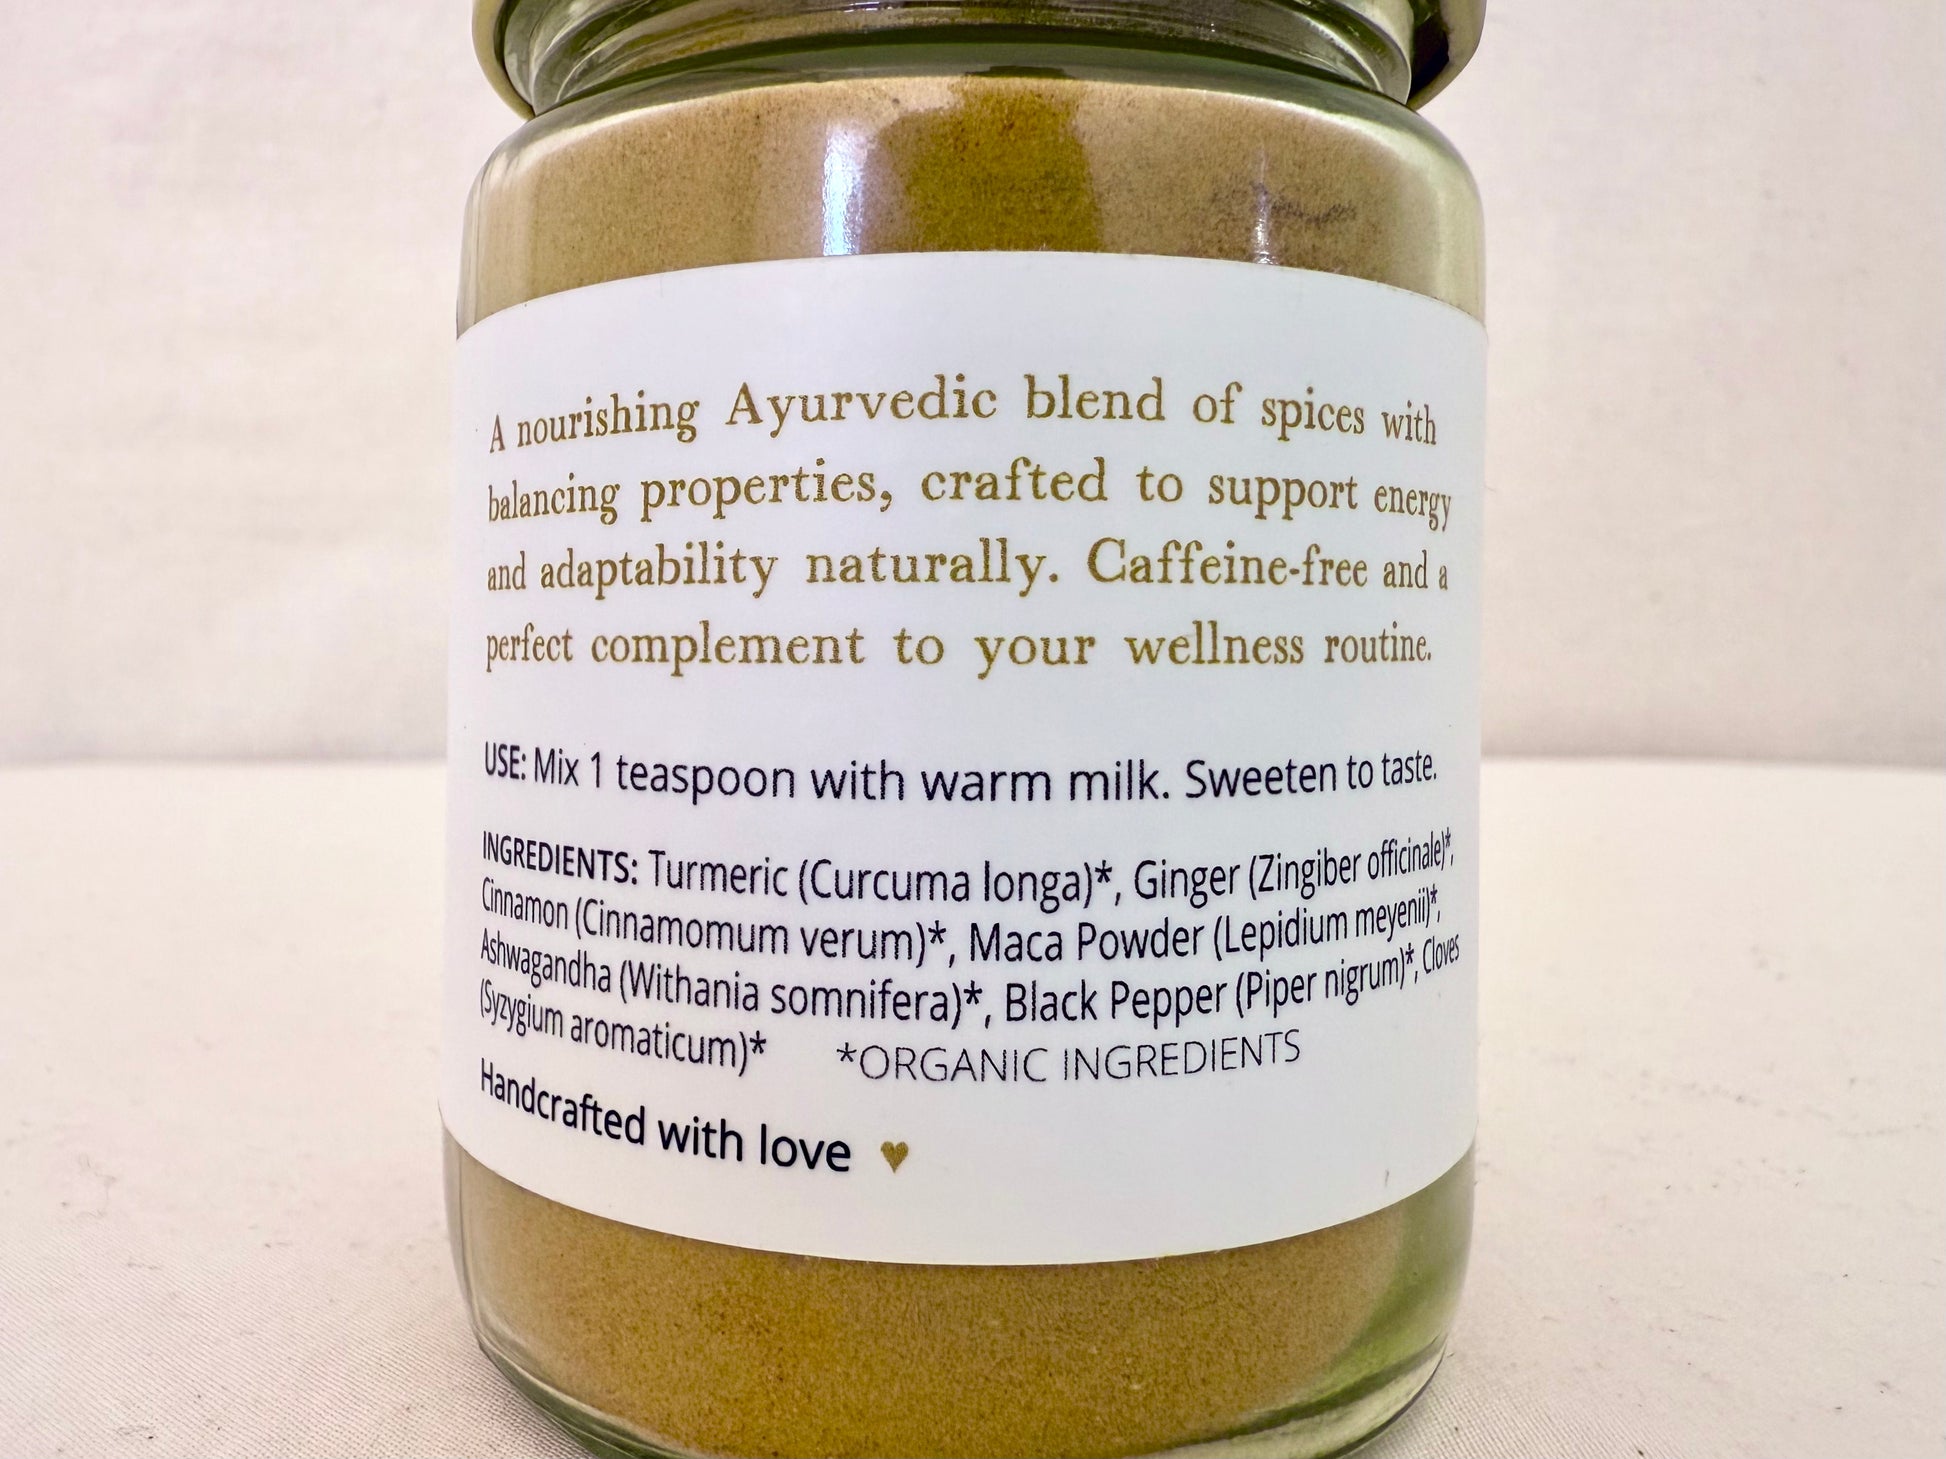 A nourishing Ayurvedic blend of spices with
balancing properties, crafted to support energy
and adaptability naturally. Caffeine-free and a
perfect complement to your wellness routine.
USE: Mix 1 teaspoon with warm milk. Sweeten to taste.
INGREDIENTS: Turmeric (Curcuma longa)*, Ginger (Zingiber officinale)*,
Cinnamon (Cinnamomum verum)*, Maca Powder (Lepidium meyenii)*,
Ashwagandha (Withania somnifera)*, Black Pepper (Piper nigrum)*, Cloves
(Syzygium aromaticum)* *ORGANIC INGREDIENTS
Handcrafted with love ♥